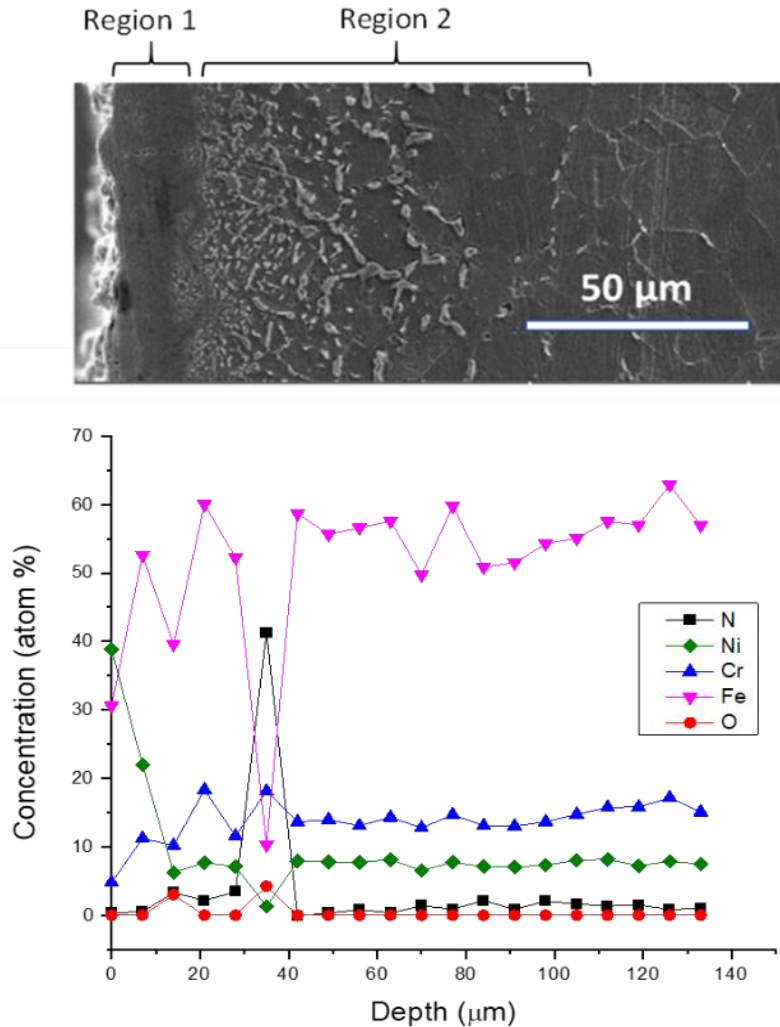 Region 1
Region 2
50 μm
70
60
50
40
30
20
10
0
Concentration (atom %)
N
Ni
Cr
Fe
O
0 20 40 60 80 100 120 140
Depth (μm)